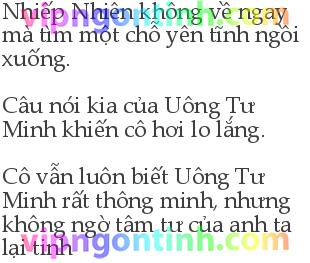 Nhiếp Nhiên không về ngay
mà tìm một chỗ yên tĩnh ngồi
xuống.
Câu nói kia của Uông Tư
Minh khiến cô hơi lo lắng.
Cô vẫn luôn biết Uông Tư
Minh rất thông minh, nhưng
không ngờ tâm tư của anh ta
lại tinh
vipngontinh.com
vipngontinh.com